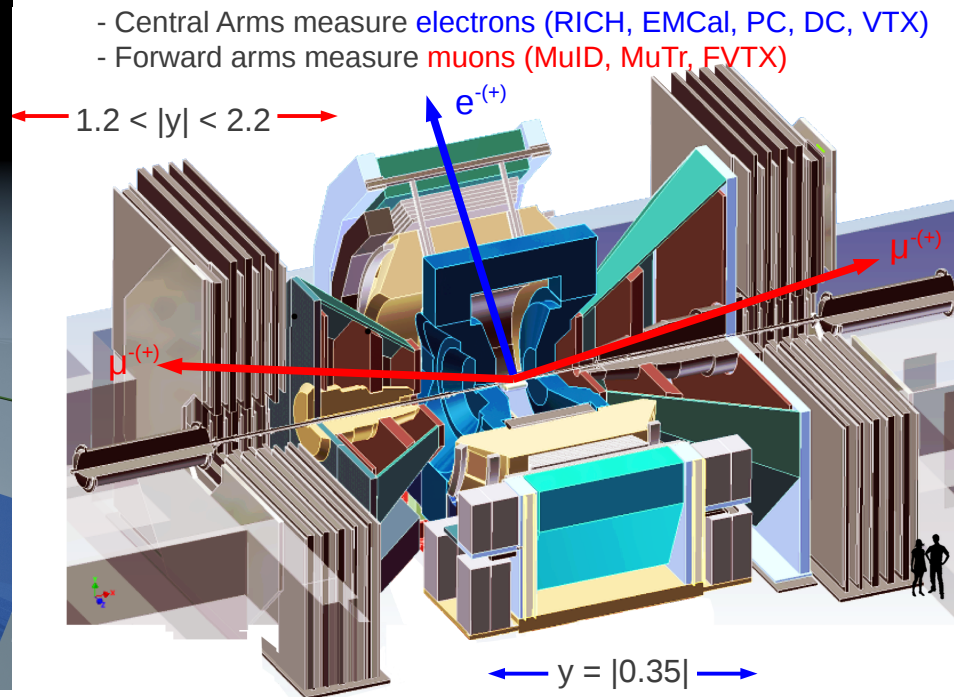 - Central Arms measure electrons (RICH, EMCal, PC, DC, VTX)
- Forward arms measure muons (MuID, MuTr, FVTX)
e-(+)
1.2 < |y| < 2.2
μ-(+)
μ-(+)
y = |0.35|